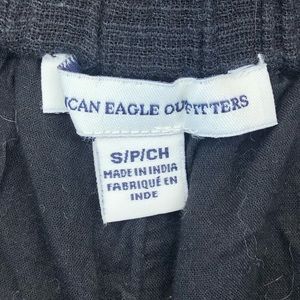 ICAN EAGLE OUTFITTERS
S/P/CH
MADE IN INDIA
FABRIQUÉ EN
INDE